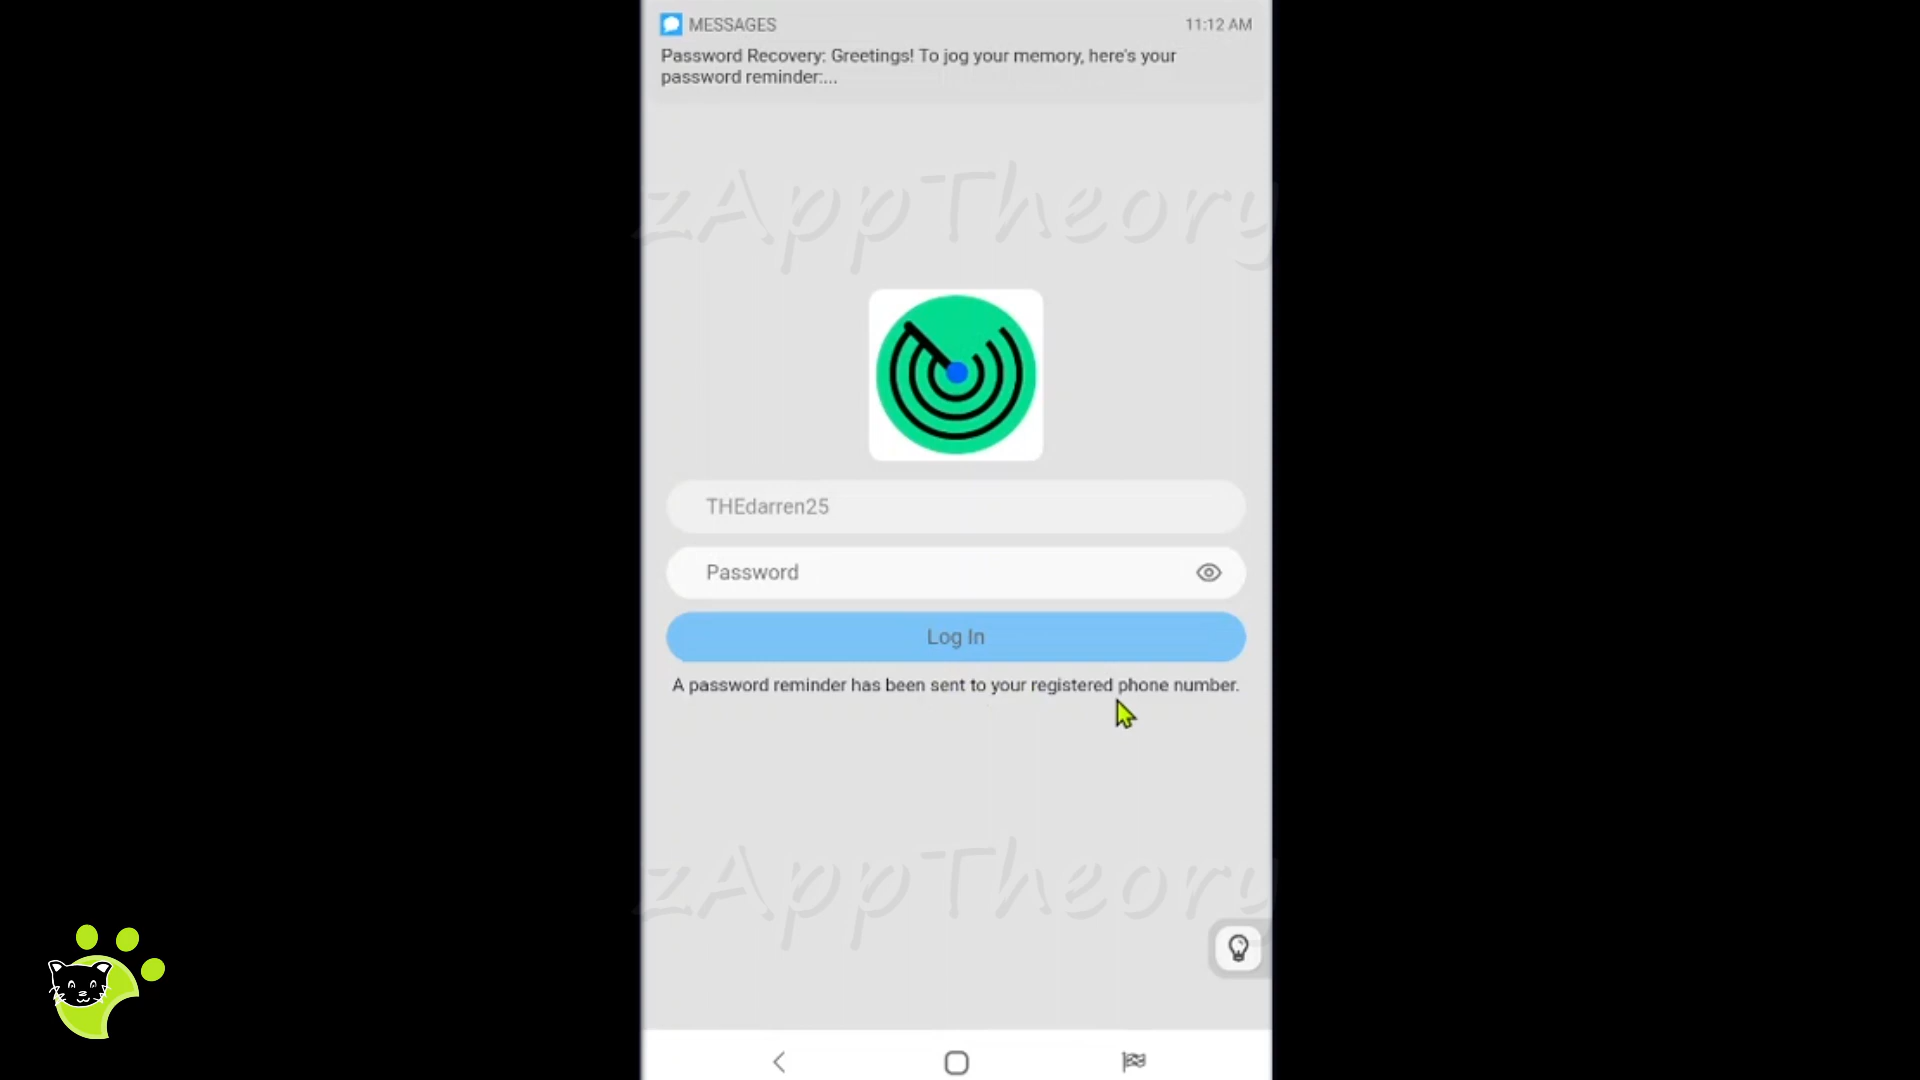 MESSAGES
11:12 AM
Password Recovery: Greetings! To jog your memory, here's your
password reminder:...
zAppTheory
THEdarren25
Password
Log In
A password reminder has been sent to your registered phone number.
zAppTheory